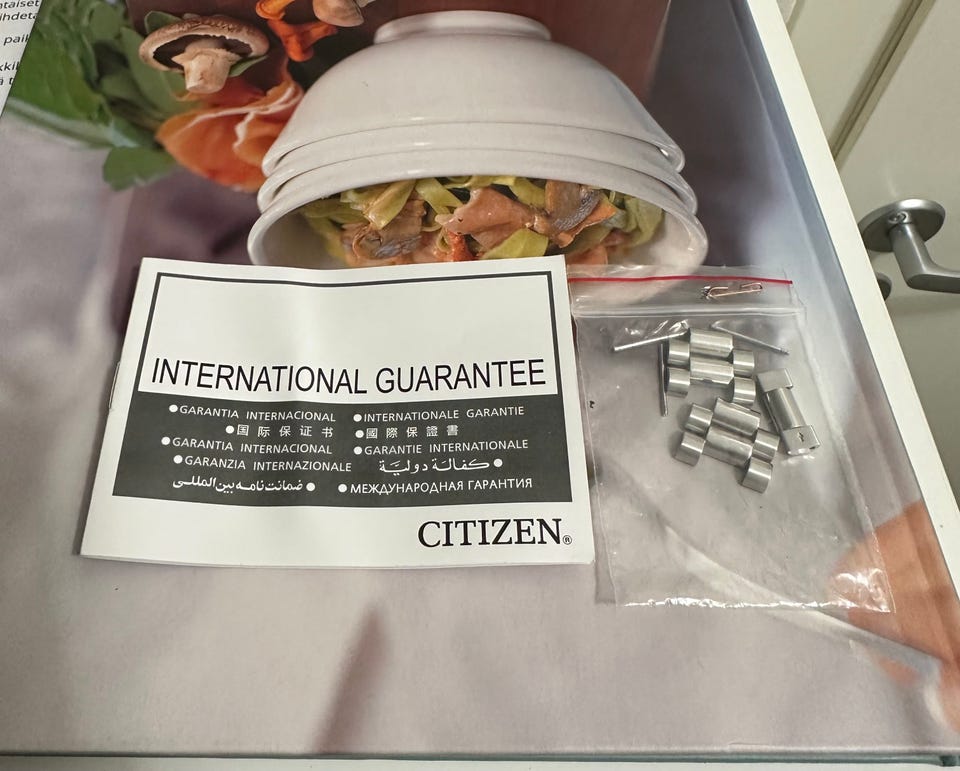 paik
INTERNATIONAL GUARANTEE
●GARANTIA INTERNACIONAL ●INTERNATIONALE GARANTIE
●国际保证书 ●國際保證書
●GARANTIA INTERNACIONAL ●GARANTIE INTERNATIONALE
●GARANZIA INTERNAZIONALE ●كفالة دولية
●ضمانت نامه بين المللى ●МЕЖДУНАРОДНАЯ ГАРАНТИЯ
CITIZEN®